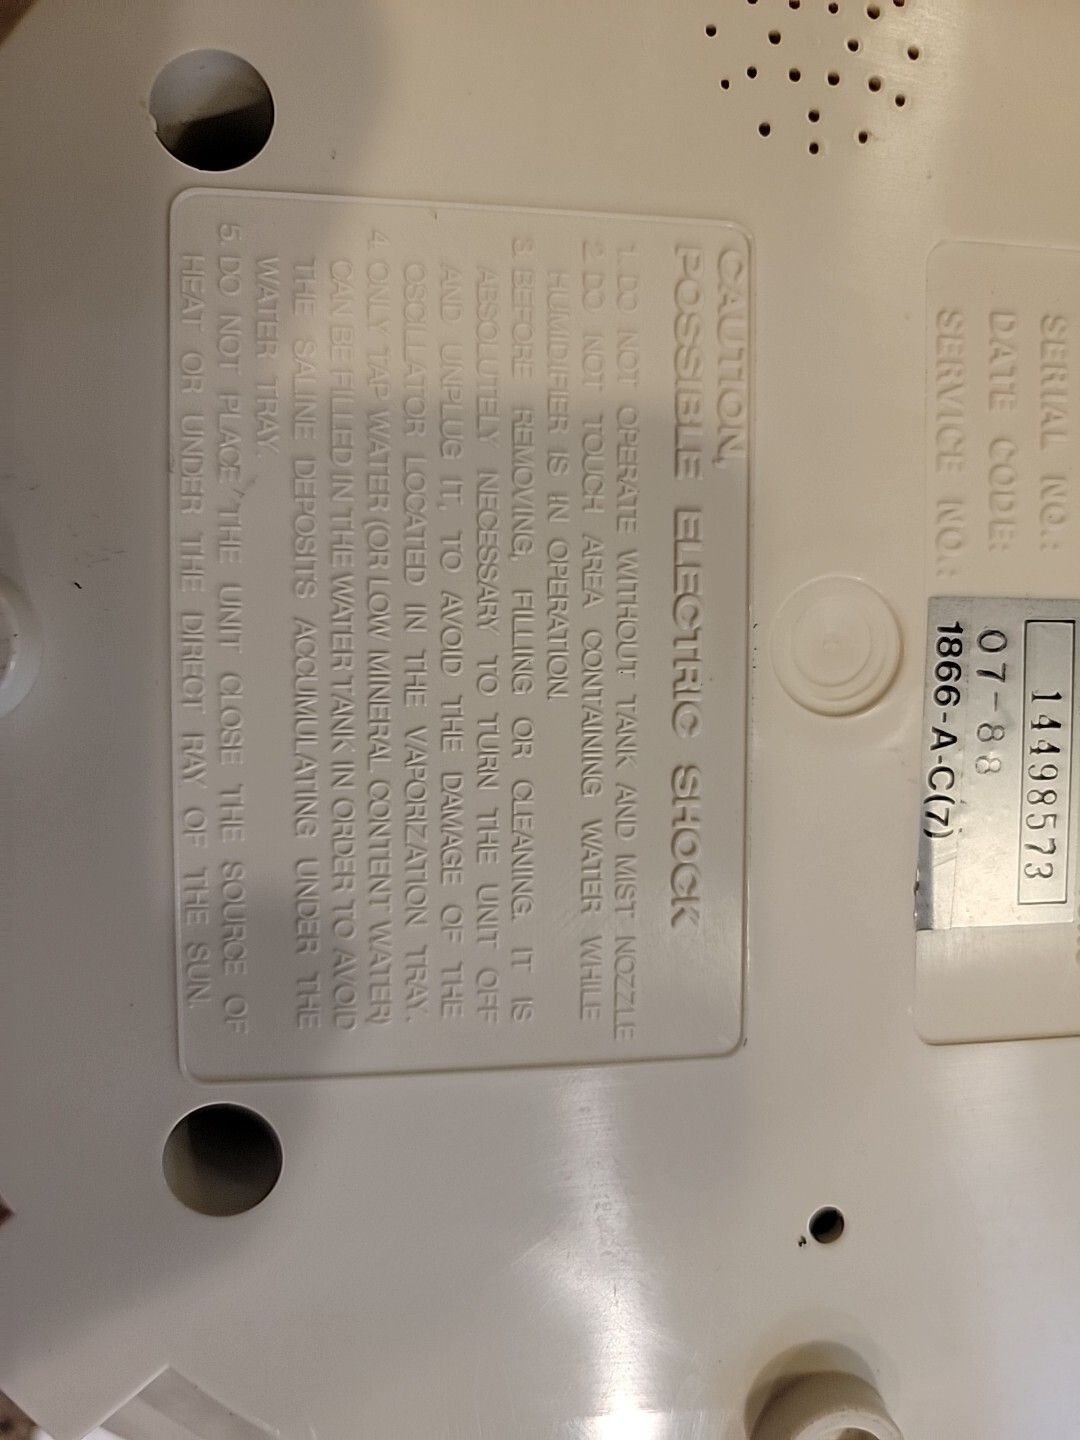 SERIAL NO.: 14498573
DATE CODE: 07-88
SERVICE NO.: 1866-A-C(7)
CAUTION,
POSSIBLE ELECTRIC SHOCK
1. DO NOT OPERATE WITHOUT TANK AND MIST NOZZLE
2. DO NOT TOUCH AREA CONTAINING WATER WHILE
HUMIDIFIER IS IN OPERATION.
3. BEFORE REMOVING, FILLING OR CLEANING. IT IS
ABSOLUTELY NECESSARY TO TURN THE UNIT OFF
AND UNPLUG IT, TO AVOID THE DAMAGE OF THE
OSCILLATOR LOCATED IN THE VAPORIZATION TRAY.
4. ONLY TAP WATER (OR LOW MINERAL CONTENT WATER)
CAN BE FILLED IN THE WATER TANK IN ORDER TO AVOID
THE SALINE DEPOSITS ACCUMULATING UNDER THE
WATER TRAY.
5. DO NOT PLACE THE UNIT CLOSE THE SOURCE OF
HEAT OR UNDER THE DIRECT RAY OF THE SUN.